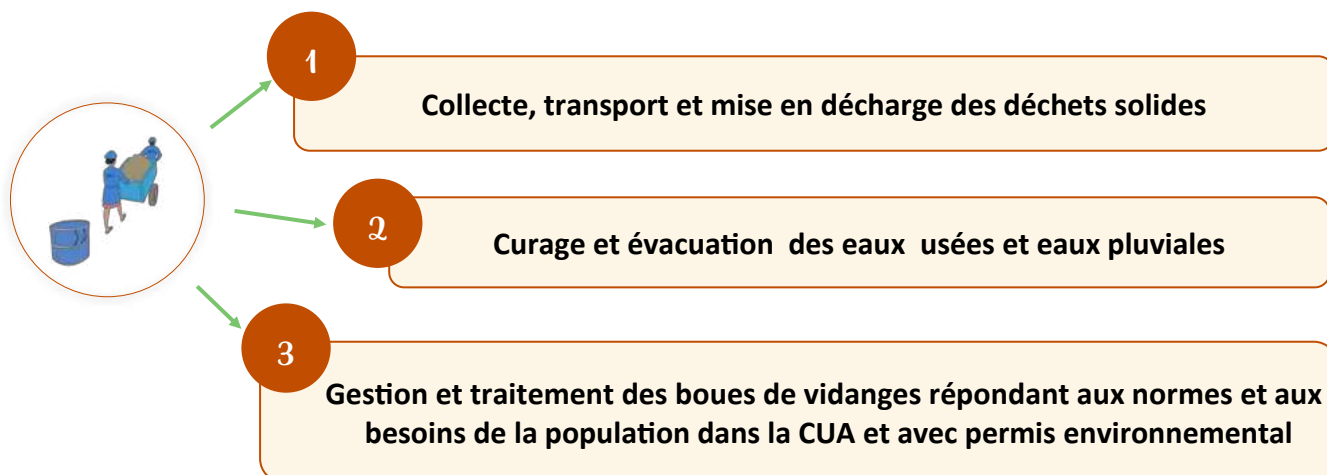 1
Collecte, transport et mise en décharge des déchets solides
2
Curage et évacuation des eaux usées et eaux pluviales
3
Gestion et traitement des boues de vidanges répondant aux normes et aux
besoins de la population dans la CUA et avec permis environnemental